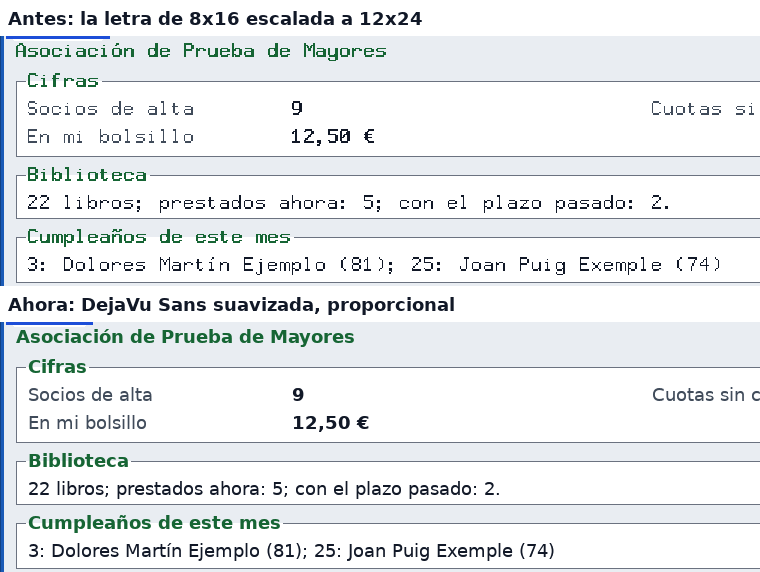 Antes: la letra de 8x16 escalada a 12x24
Asociación de Prueba de Mayores
Cifras
Socios de alta 9 Cuotas si
En mi bolsillo 12,50 €
Biblioteca
22 libros; prestados ahora: 5; con el plazo pasado: 2.
Cumpleaños de este mes
3: Dolores Martín Ejemplo (81); 25: Joan Puig Exemple (74)
Ahora: DejaVu Sans suavizada, proporcional
Asociación de Prueba de Mayores
Cifras
Socios de alta 9 Cuotas sin c
En mi bolsillo 12,50 €
Biblioteca
22 libros; prestados ahora: 5; con el plazo pasado: 2.
Cumpleaños de este mes
3: Dolores Martín Ejemplo (81); 25: Joan Puig Exemple (74)